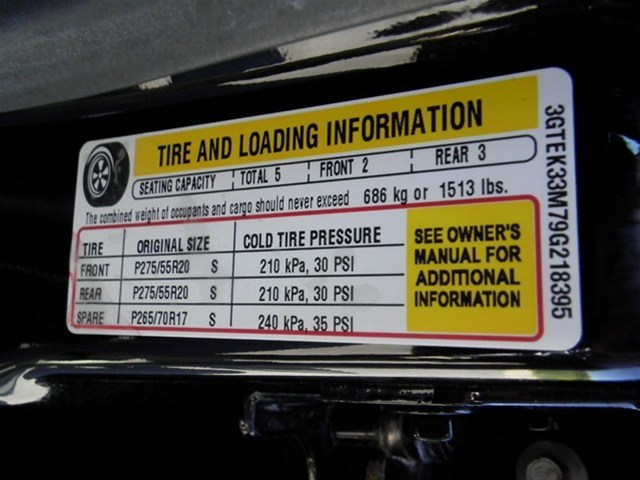 TIRE AND LOADING INFORMATION
SEATING CAPACITY TOTAL 5 FRONT 2 REAR 3
The combined weight of occupants and cargo should never exceed 686 kg or 1513 lbs.
TIRE ORIGINAL SIZE COLD TIRE PRESSURE
FRONT P275/55R20 S 210 kPa, 30 PSI
REAR P275/55R20 S 210 kPa, 30 PSI
SPARE P265/70R17 S 240 kPa, 35 PSI
SEE OWNER'S
MANUAL FOR
ADDITIONAL
INFORMATION
3GTEK33M79G218395